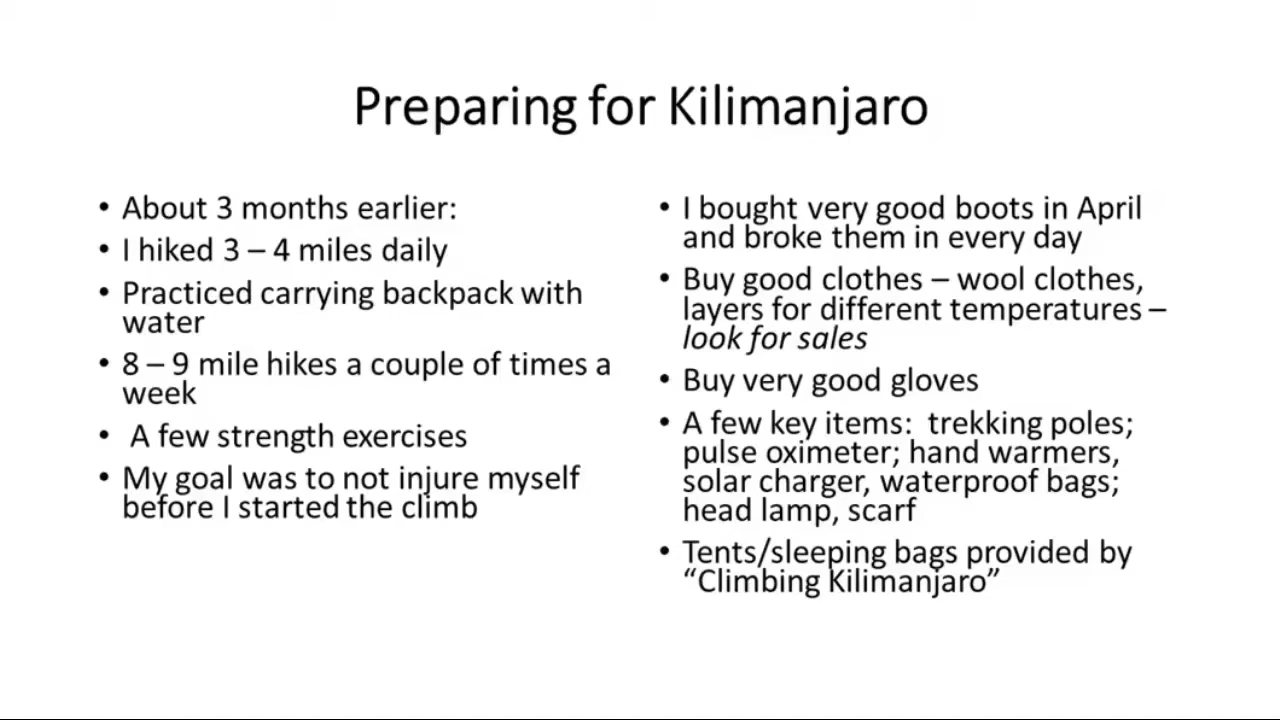 Preparing for Kilimanjaro
• About 3 months earlier:
• I hiked 3 – 4 miles daily
• Practiced carrying backpack with
water
• 8 – 9 mile hikes a couple of times a
week
• A few strength exercises
• My goal was to not injure myself
before I started the climb
• I bought very good boots in April
and broke them in every day
• Buy good clothes – wool clothes,
layers for different temperatures –
look for sales
• Buy very good gloves
• A few key items:  trekking poles;
pulse oximeter; hand warmers,
solar charger, waterproof bags;
head lamp, scarf
• Tents/sleeping bags provided by
“Climbing Kilimanjaro”